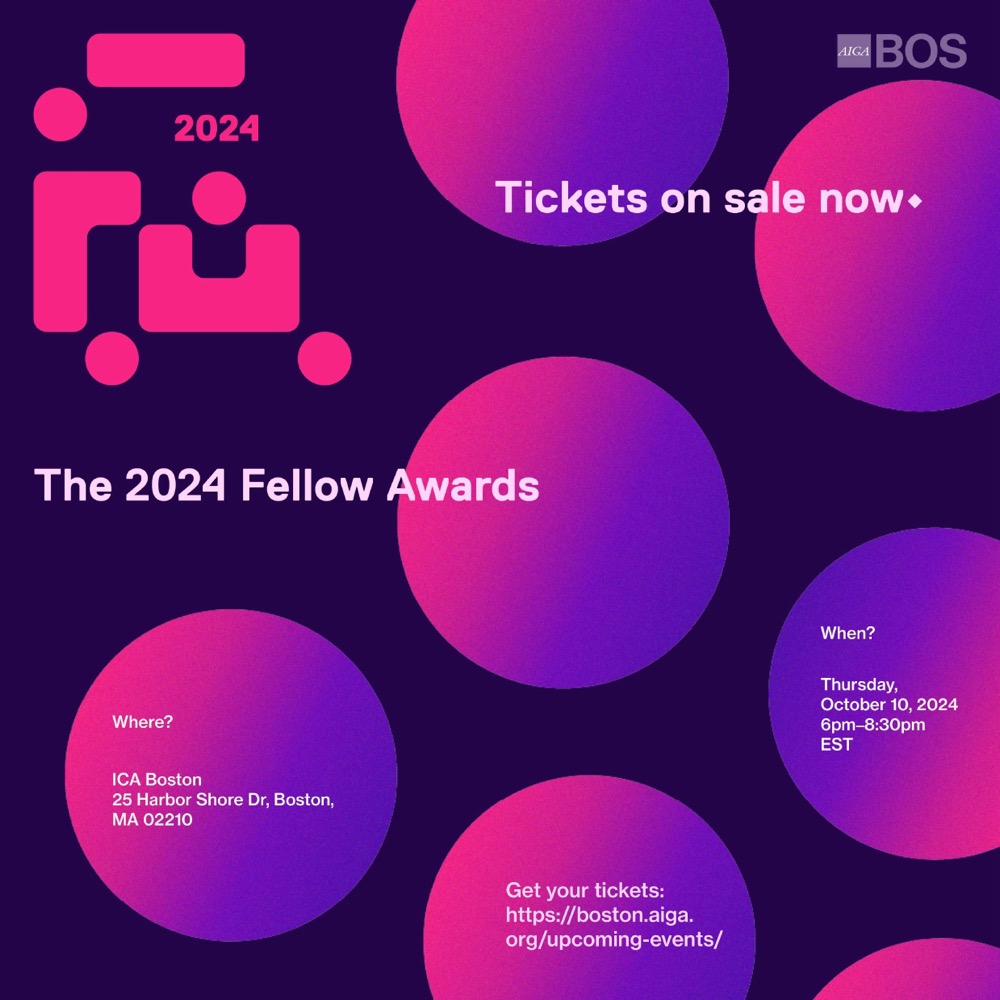 AIGA BOS
2024
Tickets on sale now
The 2024 Fellow Awards
When?
Thursday,
October 10, 2024
6pm–8:30pm
EST
Where?
ICA Boston
25 Harbor Shore Dr, Boston,
MA 02210
Get your tickets:
https://boston.aiga.
org/upcoming-events/